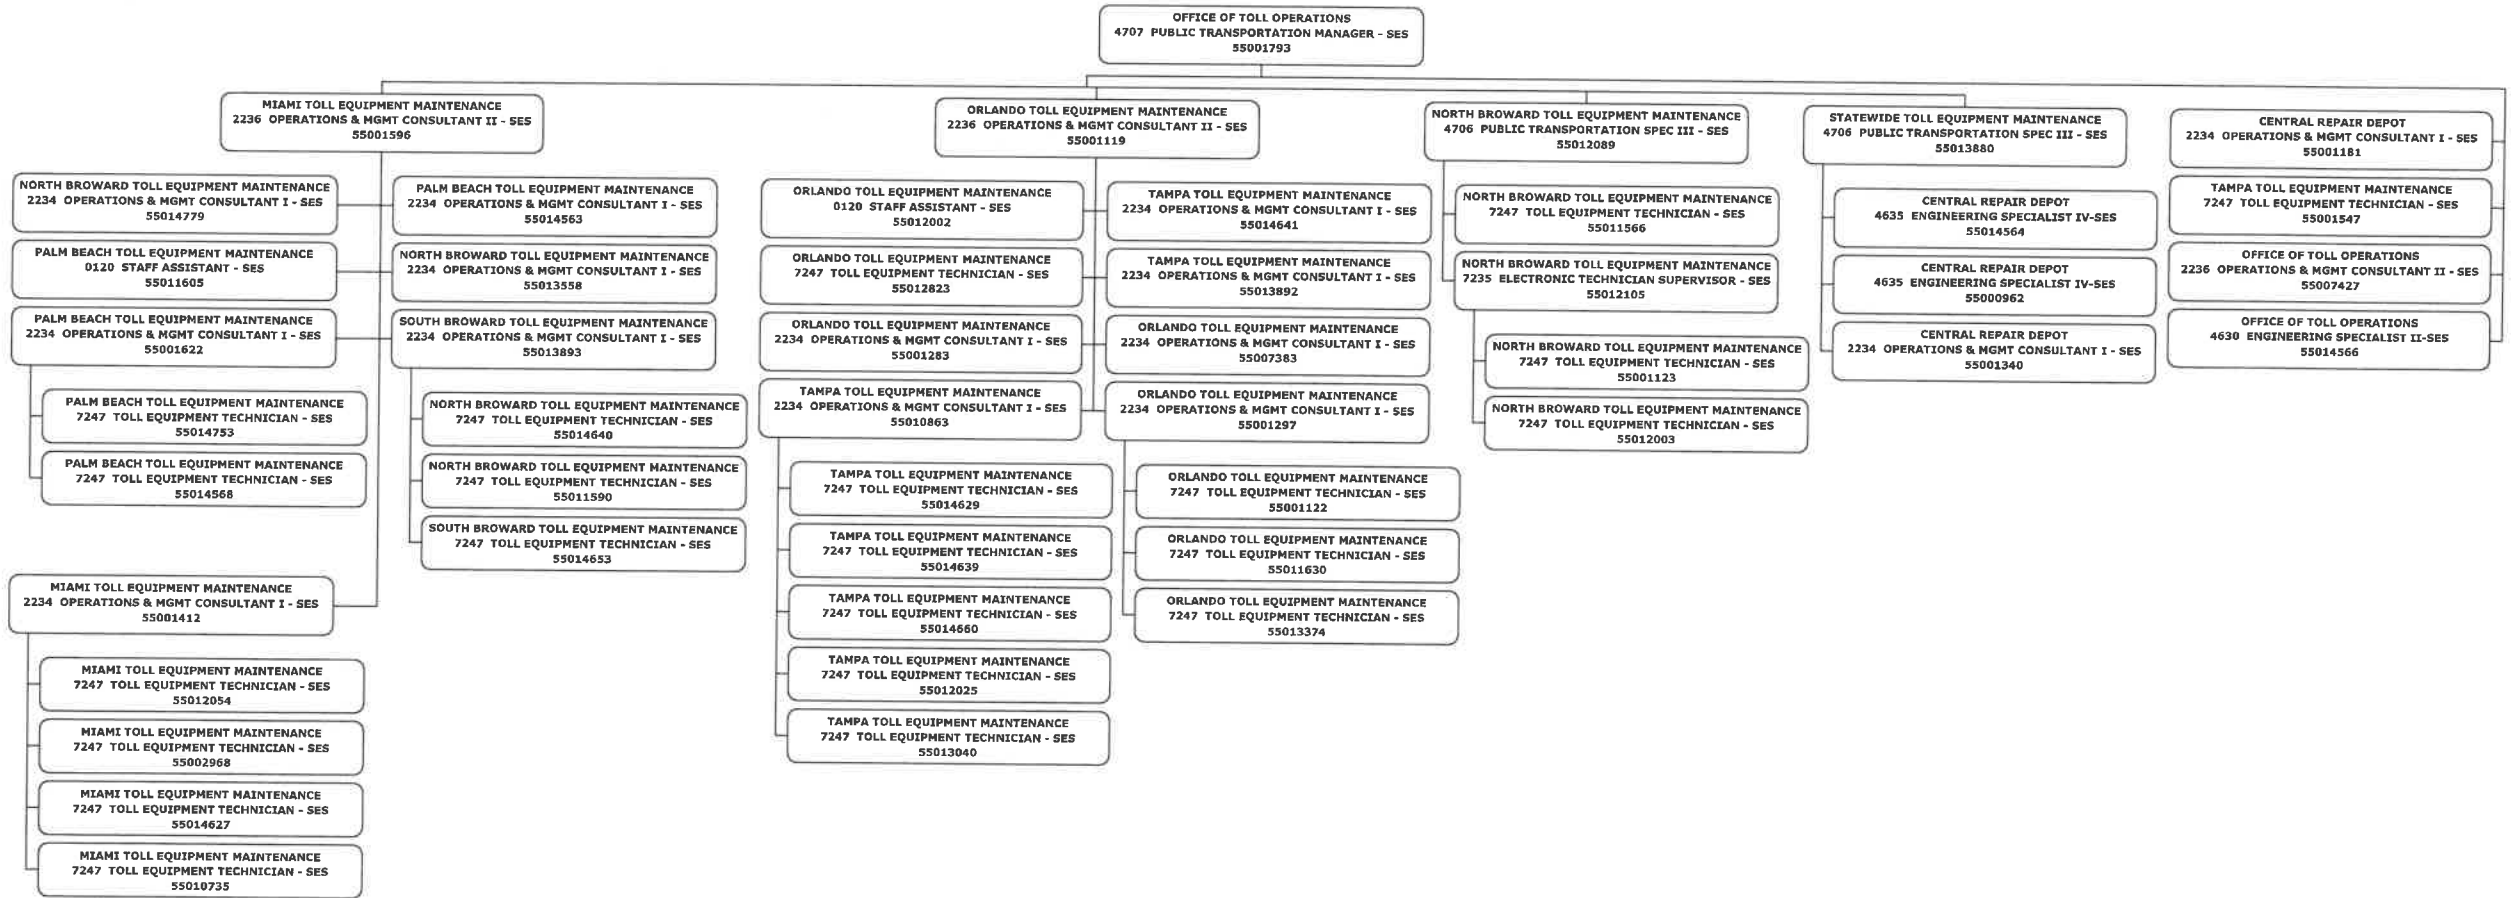 OFFICE OF TOLL OPERATIONS
4707 PUBLIC TRANSPORTATION MANAGER - SES
55001793
MIAMI TOLL EQUIPMENT MAINTENANCE
2236 OPERATIONS & MGMT CONSULTANT II - SES
55001596
NORTH BROWARD TOLL EQUIPMENT MAINTENANCE
2234 OPERATIONS & MGMT CONSULTANT I - SES
55014779
PALM BEACH TOLL EQUIPMENT MAINTENANCE
0120 STAFF ASSISTANT - SES
55011605
PALM BEACH TOLL EQUIPMENT MAINTENANCE
2234 OPERATIONS & MGMT CONSULTANT I - SES
55001622
PALM BEACH TOLL EQUIPMENT MAINTENANCE
7247 TOLL EQUIPMENT TECHNICIAN - SES
55014753
PALM BEACH TOLL EQUIPMENT MAINTENANCE
7247 TOLL EQUIPMENT TECHNICIAN - SES
55014568
PALM BEACH TOLL EQUIPMENT MAINTENANCE
2234 OPERATIONS & MGMT CONSULTANT I - SES
55014563
NORTH BROWARD TOLL EQUIPMENT MAINTENANCE
2234 OPERATIONS & MGMT CONSULTANT I - SES
55013558
SOUTH BROWARD TOLL EQUIPMENT MAINTENANCE
2234 OPERATIONS & MGMT CONSULTANT I - SES
55013893
NORTH BROWARD TOLL EQUIPMENT MAINTENANCE
7247 TOLL EQUIPMENT TECHNICIAN - SES
55014640
NORTH BROWARD TOLL EQUIPMENT MAINTENANCE
7247 TOLL EQUIPMENT TECHNICIAN - SES
55011590
SOUTH BROWARD TOLL EQUIPMENT MAINTENANCE
7247 TOLL EQUIPMENT TECHNICIAN - SES
55014653
MIAMI TOLL EQUIPMENT MAINTENANCE
2234 OPERATIONS & MGMT CONSULTANT I - SES
55001412
MIAMI TOLL EQUIPMENT MAINTENANCE
7247 TOLL EQUIPMENT TECHNICIAN - SES
55012054
MIAMI TOLL EQUIPMENT MAINTENANCE
7247 TOLL EQUIPMENT TECHNICIAN - SES
55002968
MIAMI TOLL EQUIPMENT MAINTENANCE
7247 TOLL EQUIPMENT TECHNICIAN - SES
55014627
MIAMI TOLL EQUIPMENT MAINTENANCE
7247 TOLL EQUIPMENT TECHNICIAN - SES
55010735
ORLANDO TOLL EQUIPMENT MAINTENANCE
2236 OPERATIONS & MGMT CONSULTANT II - SES
55001119
ORLANDO TOLL EQUIPMENT MAINTENANCE
0120 STAFF ASSISTANT - SES
55012002
ORLANDO TOLL EQUIPMENT MAINTENANCE
7247 TOLL EQUIPMENT TECHNICIAN - SES
55012823
ORLANDO TOLL EQUIPMENT MAINTENANCE
2234 OPERATIONS & MGMT CONSULTANT I - SES
55001283
TAMPA TOLL EQUIPMENT MAINTENANCE
2234 OPERATIONS & MGMT CONSULTANT I - SES
55010863
TAMPA TOLL EQUIPMENT MAINTENANCE
7247 TOLL EQUIPMENT TECHNICIAN - SES
55014629
TAMPA TOLL EQUIPMENT MAINTENANCE
7247 TOLL EQUIPMENT TECHNICIAN - SES
55014639
TAMPA TOLL EQUIPMENT MAINTENANCE
7247 TOLL EQUIPMENT TECHNICIAN - SES
55014660
TAMPA TOLL EQUIPMENT MAINTENANCE
7247 TOLL EQUIPMENT TECHNICIAN - SES
55012025
TAMPA TOLL EQUIPMENT MAINTENANCE
7247 TOLL EQUIPMENT TECHNICIAN - SES
55013040
TAMPA TOLL EQUIPMENT MAINTENANCE
2234 OPERATIONS & MGMT CONSULTANT I - SES
55014641
TAMPA TOLL EQUIPMENT MAINTENANCE
2234 OPERATIONS & MGMT CONSULTANT I - SES
55013892
ORLANDO TOLL EQUIPMENT MAINTENANCE
2234 OPERATIONS & MGMT CONSULTANT I - SES
55007383
ORLANDO TOLL EQUIPMENT MAINTENANCE
2234 OPERATIONS & MGMT CONSULTANT I - SES
55001297
ORLANDO TOLL EQUIPMENT MAINTENANCE
7247 TOLL EQUIPMENT TECHNICIAN - SES
55001122
ORLANDO TOLL EQUIPMENT MAINTENANCE
7247 TOLL EQUIPMENT TECHNICIAN - SES
55011630
ORLANDO TOLL EQUIPMENT MAINTENANCE
7247 TOLL EQUIPMENT TECHNICIAN - SES
55013374
NORTH BROWARD TOLL EQUIPMENT MAINTENANCE
4706 PUBLIC TRANSPORTATION SPEC III - SES
55012089
NORTH BROWARD TOLL EQUIPMENT MAINTENANCE
7247 TOLL EQUIPMENT TECHNICIAN - SES
55011566
NORTH BROWARD TOLL EQUIPMENT MAINTENANCE
7235 ELECTRONIC TECHNICIAN SUPERVISOR - SES
55012105
NORTH BROWARD TOLL EQUIPMENT MAINTENANCE
7247 TOLL EQUIPMENT TECHNICIAN - SES
55001123
NORTH BROWARD TOLL EQUIPMENT MAINTENANCE
7247 TOLL EQUIPMENT TECHNICIAN - SES
55012003
STATEWIDE TOLL EQUIPMENT MAINTENANCE
4706 PUBLIC TRANSPORTATION SPEC III - SES
55013880
CENTRAL REPAIR DEPOT
4635 ENGINEERING SPECIALIST IV-SES
55014564
CENTRAL REPAIR DEPOT
4635 ENGINEERING SPECIALIST IV-SES
55000962
CENTRAL REPAIR DEPOT
2234 OPERATIONS & MGMT CONSULTANT I - SES
55001340
CENTRAL REPAIR DEPOT
2234 OPERATIONS & MGMT CONSULTANT I - SES
55001181
TAMPA TOLL EQUIPMENT MAINTENANCE
7247 TOLL EQUIPMENT TECHNICIAN - SES
55001547
OFFICE OF TOLL OPERATIONS
2236 OPERATIONS & MGMT CONSULTANT II - SES
55007427
OFFICE OF TOLL OPERATIONS
4630 ENGINEERING SPECIALIST II-SES
55014566